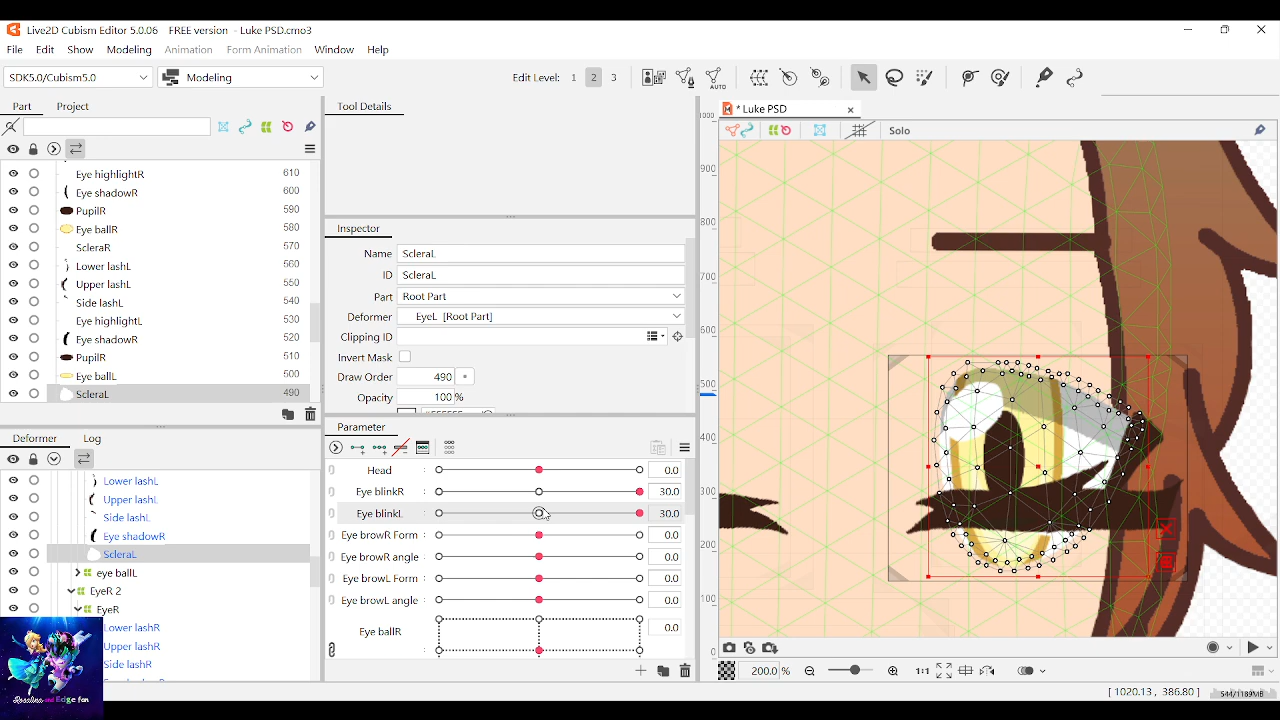 Live2D Cubism Editor 5.0.06    FREE version  - Luke PSD.cmo3
File Edit Show Modeling Animation Form Animation Window Help
SDK5.0/Cubism5.0 Modeling Edit Level: 1 2 3 AUTO
Part Project
Tool Details
* Luke PSD
Solo
Eye highlightR 610
Eye shadowR 600
PupilR 590
Eye ballR 580
ScleraR 570
Lower lashL 560
Upper lashL 550
Side lashL 540
Eye highlightL 530
Eye shadowR 520
PupilR 510
Eye ballL 500
ScleraL 490
Inspector
Name ScleraL
ID ScleraL
Part Root Part
Deformer EyeL [Root Part]
Clipping ID
Invert Mask
Draw Order 490
Opacity 100 %
Deformer Log
Lower lashL
Upper lashL
Side lashL
Eye shadowR
ScleraL
eye ballL
EyeR 2
EyeR
Lower lashR
Upper lashR
Side lashR
Rosalina and Edge fan
Parameter
Head : 0.0
Eye blinkR : 30.0
Eye blinkL : 30.0
Eye browR Form : 0.0
Eye browR angle : 0.0
Eye browL Form : 0.0
Eye browL angle : 0.0
Eye ballR 0.0
900
800
700
600
500
400
300
200
100
0
200.0 % 1:1
[ 1020.13, 386.80 ] 544/1189MB